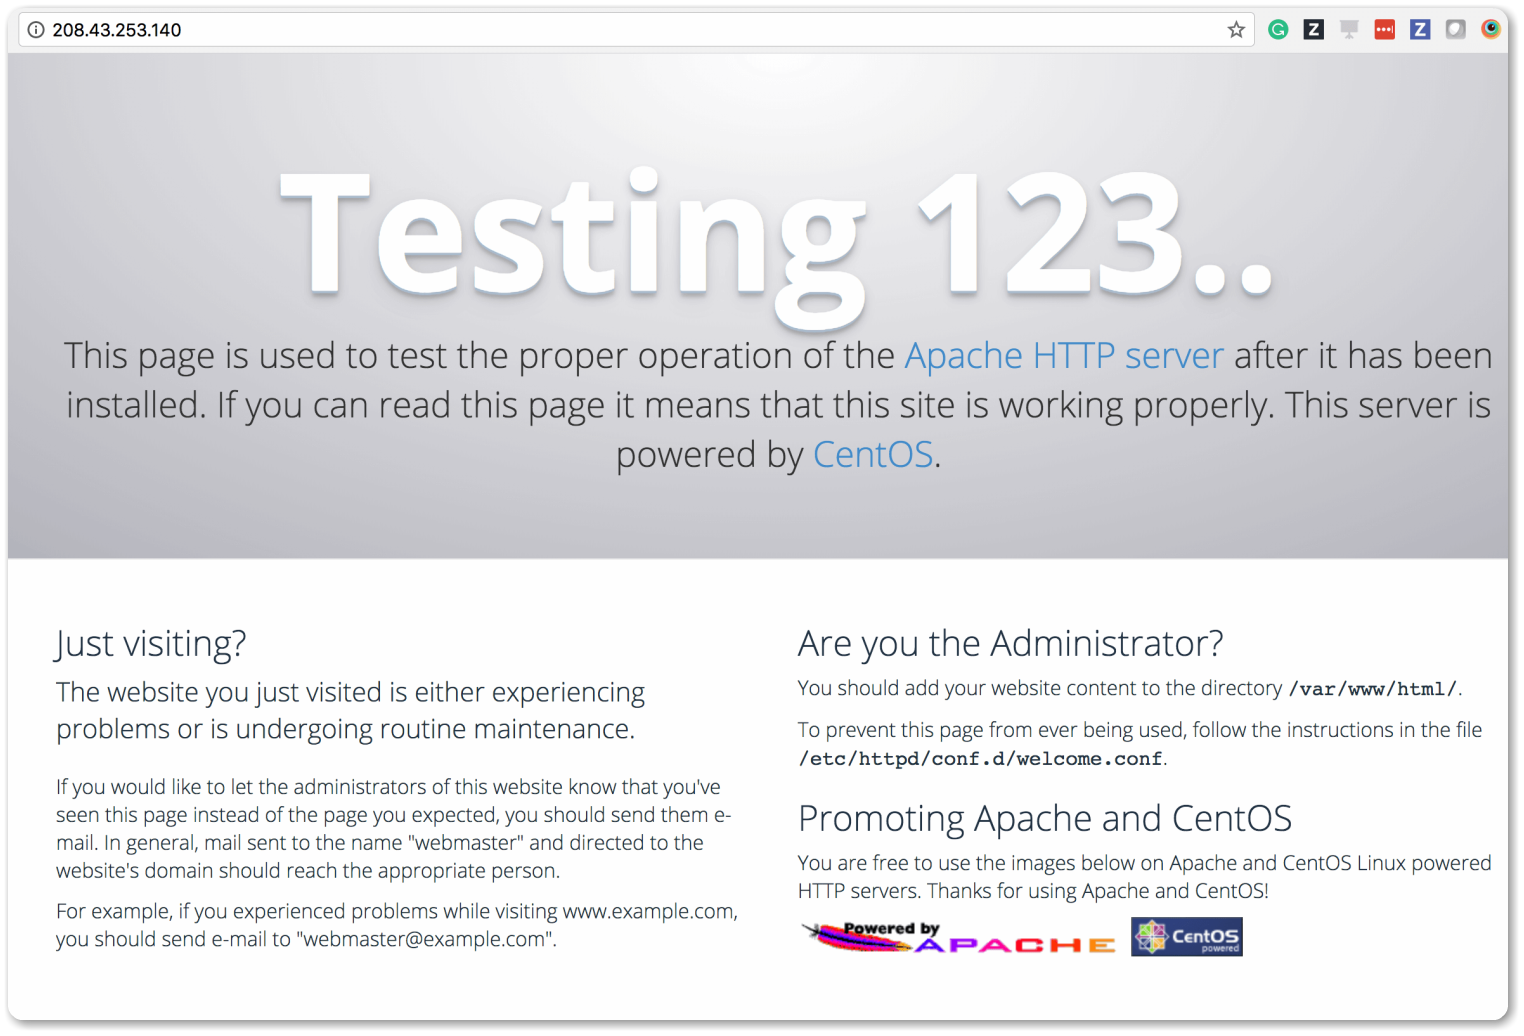 208.43.253.140
Testing 123..
This page is used to test the proper operation of the Apache HTTP server after it has been
installed. If you can read this page it means that this site is working properly. This server is
powered by CentOS.
Just visiting?
The website you just visited is either experiencing
problems or is undergoing routine maintenance.
If you would like to let the administrators of this website know that you've
seen this page instead of the page you expected, you should send them e-
mail. In general, mail sent to the name "webmaster" and directed to the
website's domain should reach the appropriate person.
For example, if you experienced problems while visiting www.example.com,
you should send e-mail to "webmaster@example.com".
Are you the Administrator?
You should add your website content to the directory /var/www/html/.
To prevent this page from ever being used, follow the instructions in the file
/etc/httpd/conf.d/welcome.conf.
Promoting Apache and CentOS
You are free to use the images below on Apache and CentOS Linux powered
HTTP servers. Thanks for using Apache and CentOS!
Powered by
APACHE
CentOS
powered